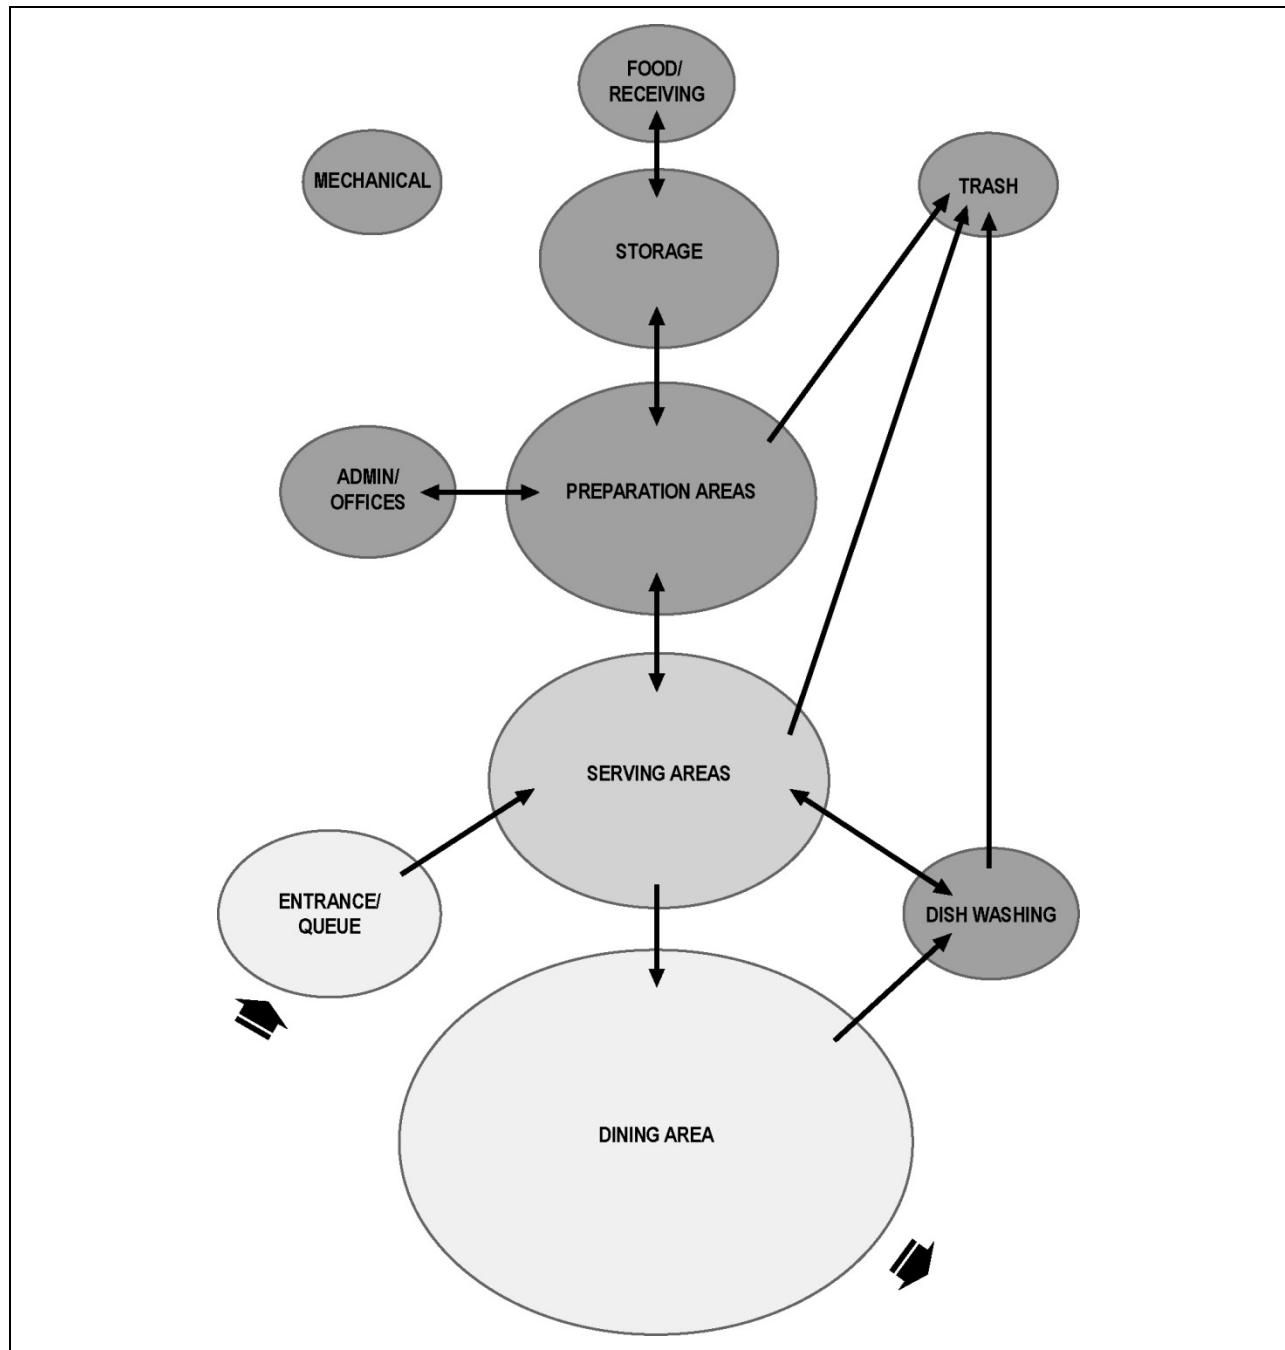 FOOD/
RECEIVING
MECHANICAL
TRASH
STORAGE
ADMIN/
OFFICES
PREPARATION AREAS
SERVING AREAS
ENTRANCE/
QUEUE
DISH WASHING
DINING AREA